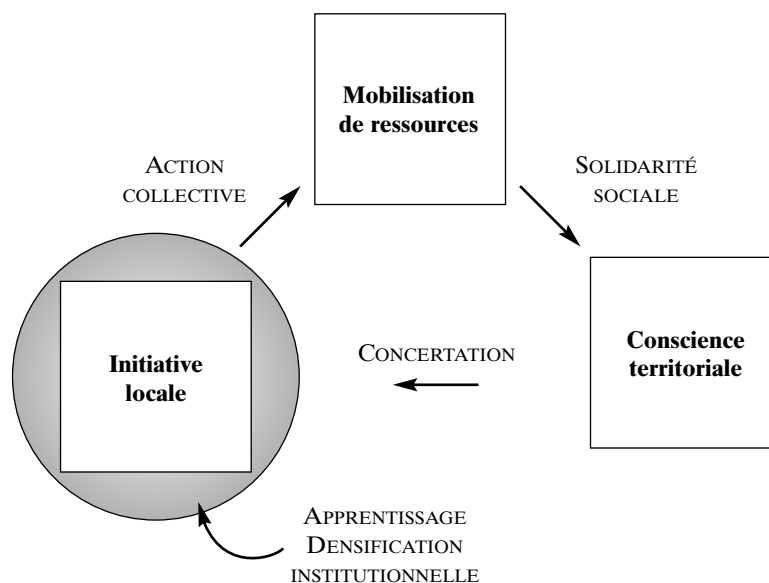 Mobilisation
de ressources
ACTION
COLLECTIVE
SOLIDARITÉ
SOCIALE
Initiative
locale
CONCERTATION
Conscience
territoriale
APPRENTISSAGE
DENSIFICATION
INSTITUTIONNELLE